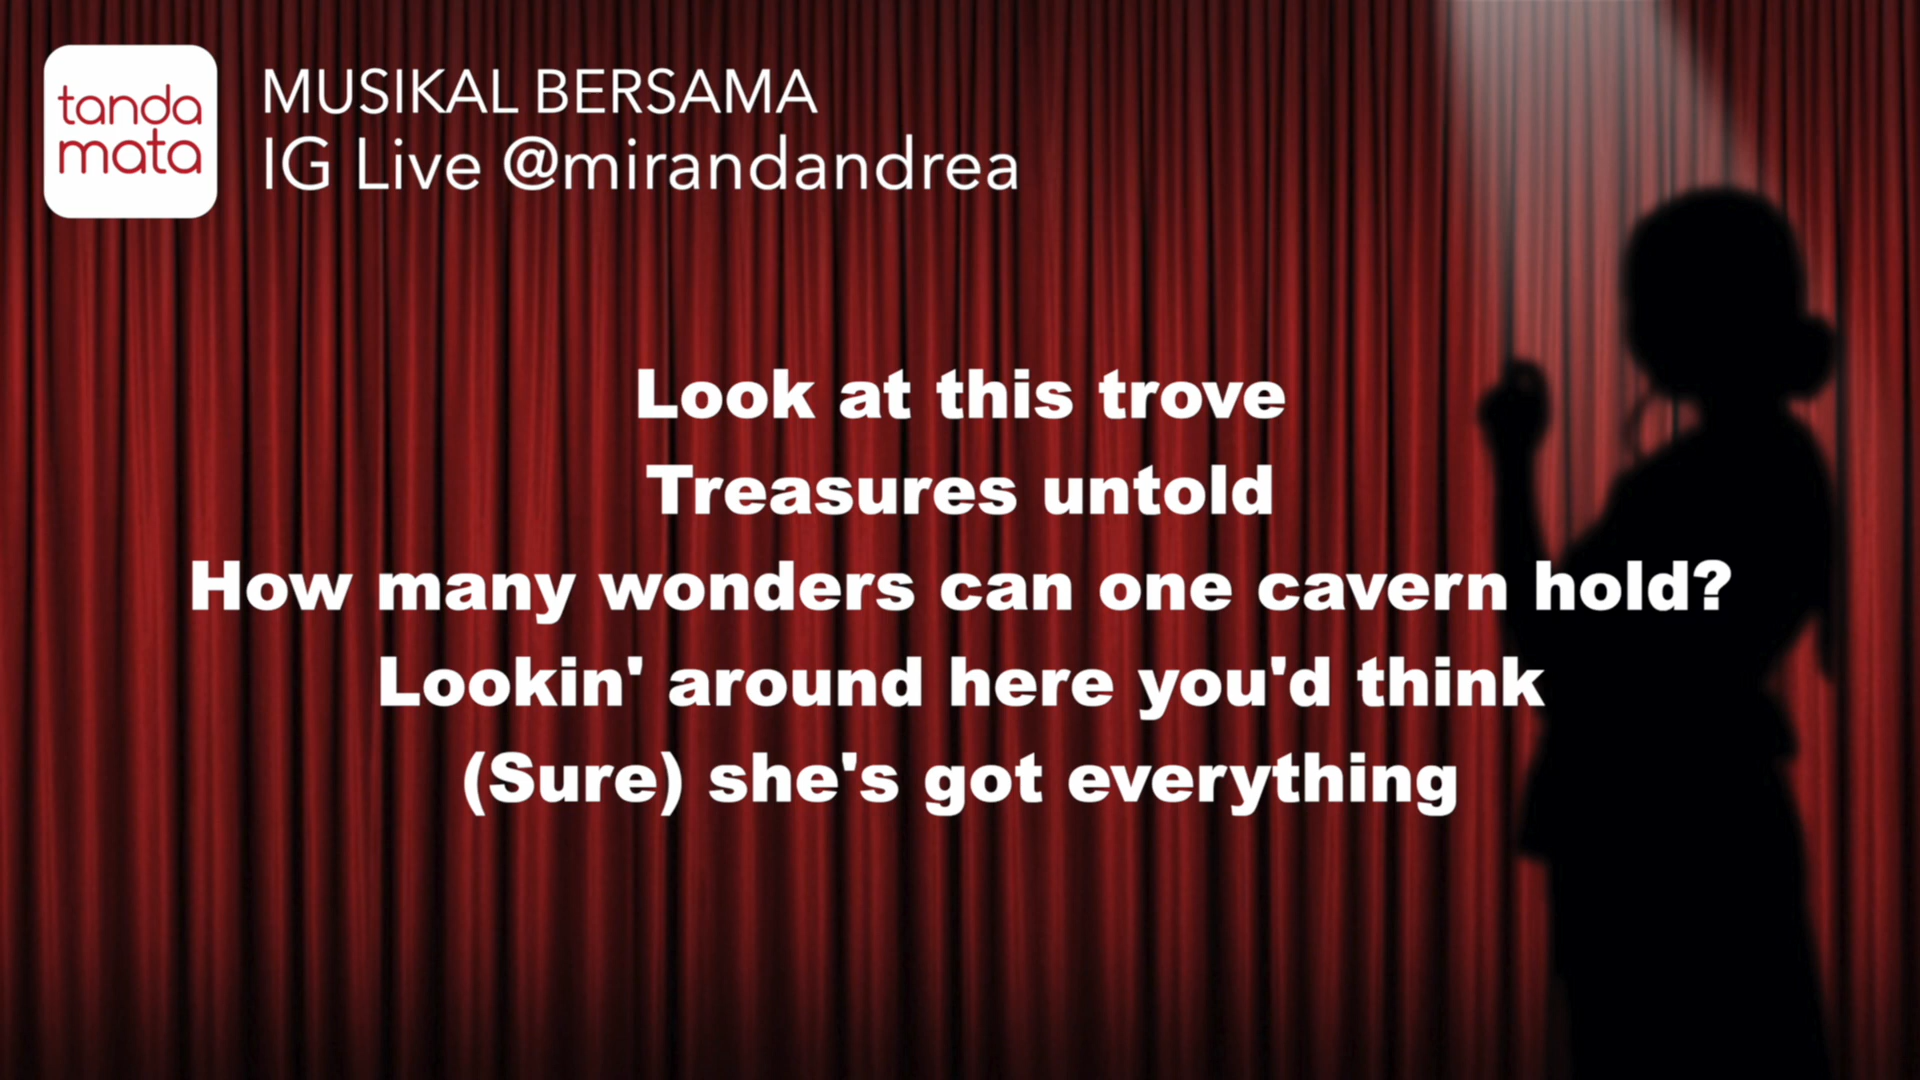 tanda
mata
MUSIKAL BERSAMA
IG Live @mirandandrea
Look at this trove
Treasures untold
How many wonders can one cavern hold?
Lookin' around here you'd think
(Sure) she's got everything